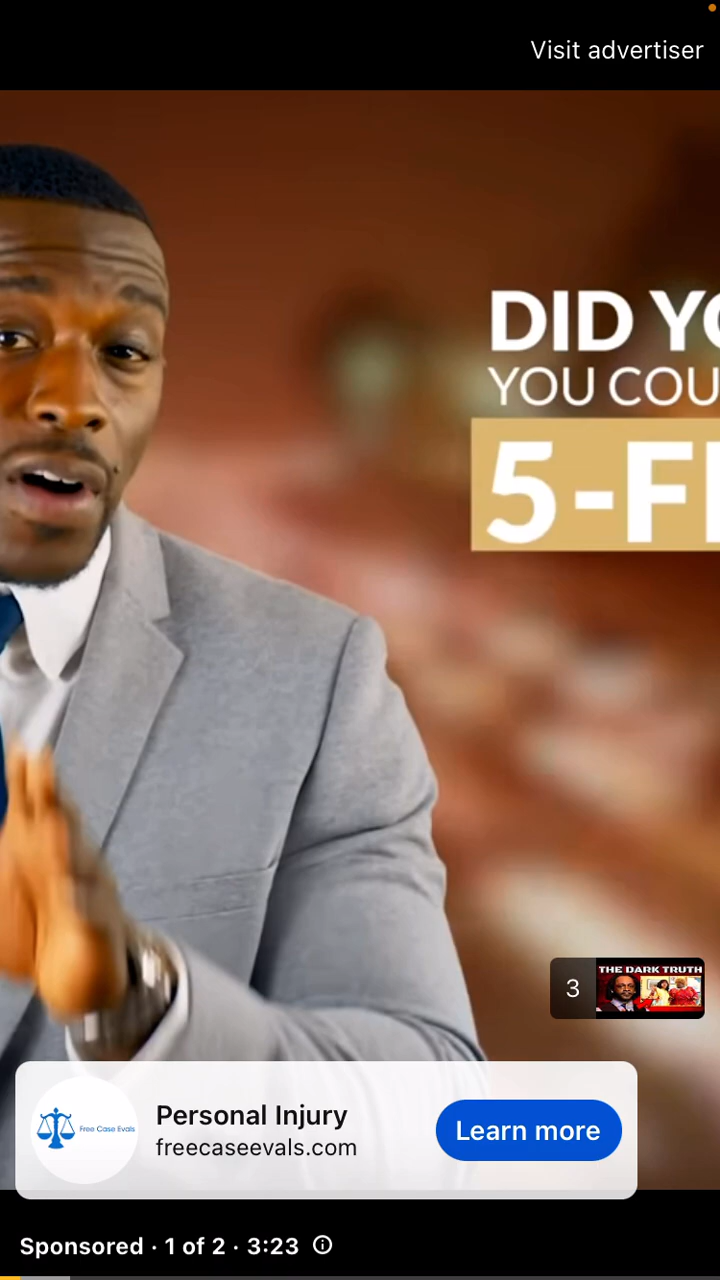 Visit advertiser
DID YO
YOU COU
5-F
3
THE DARK TRUTH
Free Case Evals
Personal Injury
freecaseevals.com
Learn more
Sponsored · 1 of 2 · 3:23